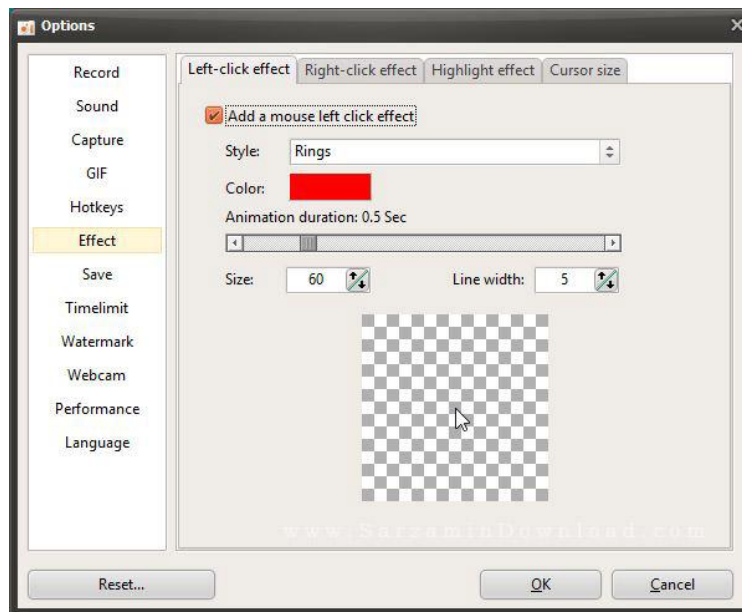 Options
Record
Sound
Capture
GIF
Hotkeys
Effect
Save
Timelimit
Watermark
Webcam
Performance
Language
Left-click effect Right-click effect Highlight effect Cursor size
Add a mouse left click effect
Style: Rings
Color:
Animation duration: 0.5 Sec
Size: 60 Line width: 5
www.SarzaminDownload.com
Reset... OK Cancel